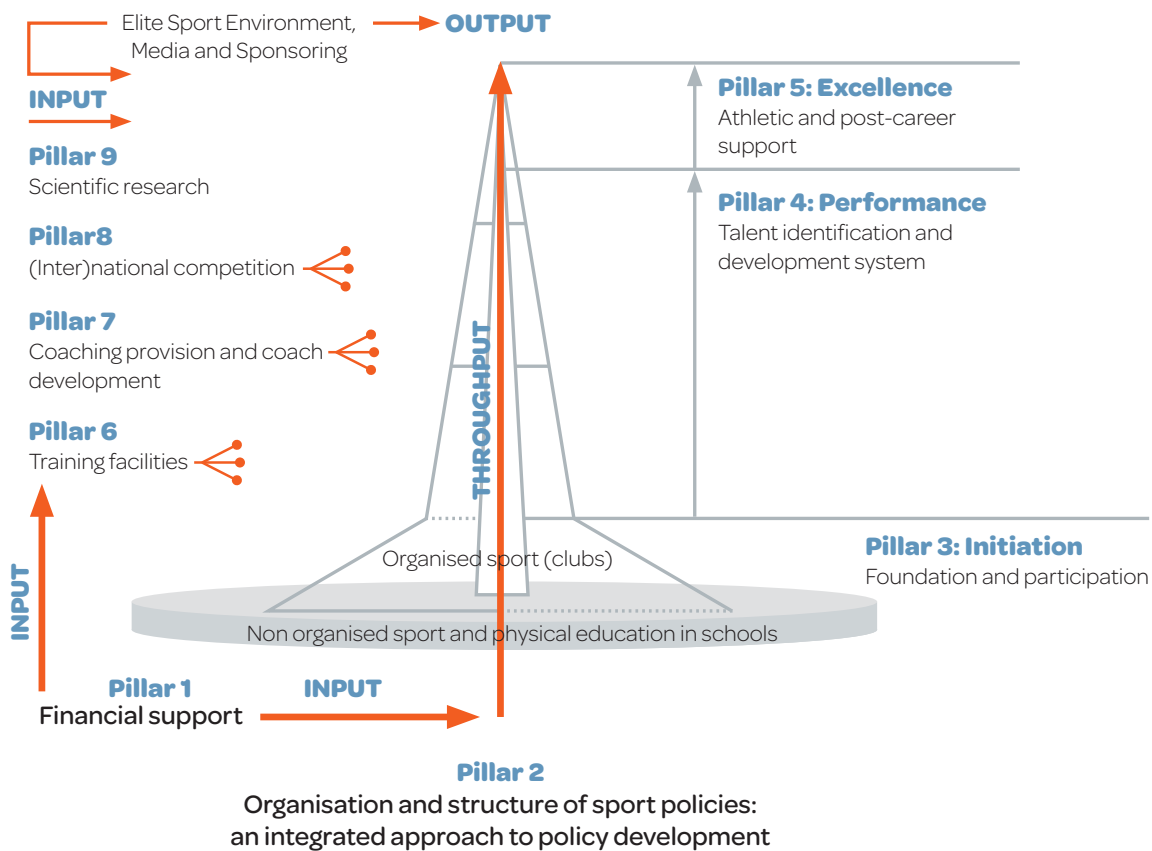 Elite Sport Environment,
Media and Sponsoring
OUTPUT
INPUT
Pillar 9
Scientific research
Pillar8
(Inter)national competition
Pillar 7
Coaching provision and coach
development
Pillar 6
Training facilities
INPUT
Pillar 1
Financial support
INPUT
THROUGHPUT
Pillar 5: Excellence
Athletic and post-career
support
Pillar 4: Performance
Talent identification and
development system
Pillar 3: Initiation
Foundation and participation
Organised sport (clubs)
Non organised sport and physical education in schools
Pillar 2
Organisation and structure of sport policies:
an integrated approach to policy development